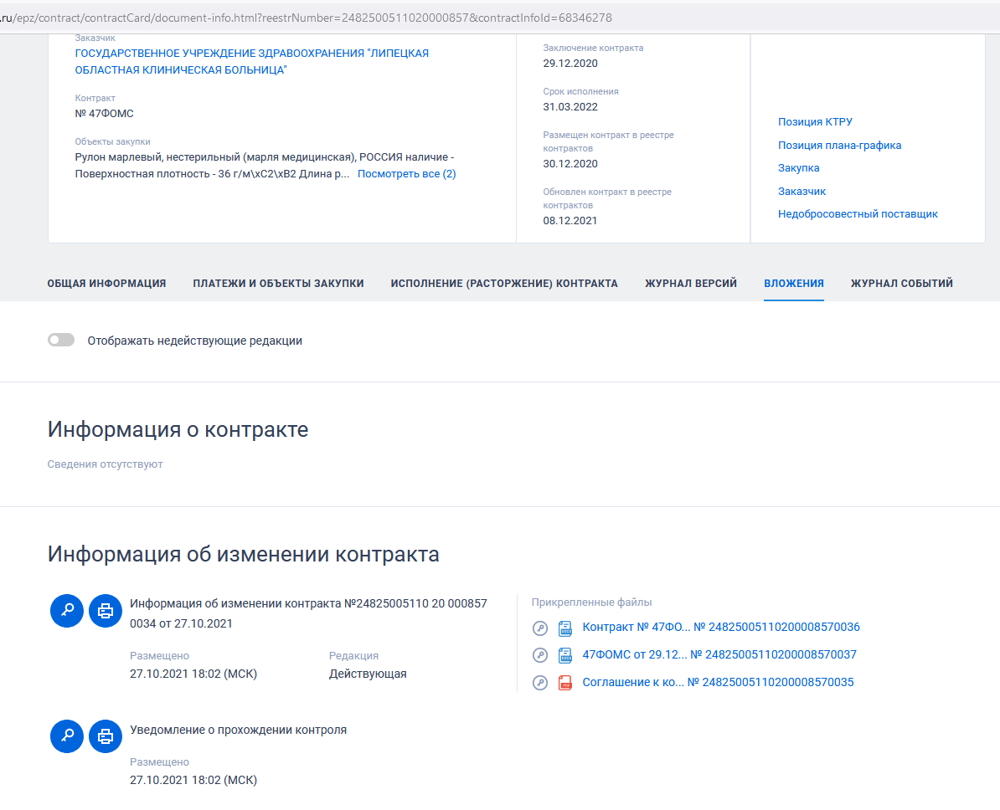 .ru/epz/contract/contractCard/document-info.html?reestrNumber=2482500511020000857&contractInfoId=68346278
Заказчик
ГОСУДАРСТВЕННОЕ УЧРЕЖДЕНИЕ ЗДРАВООХРАНЕНИЯ "ЛИПЕЦКАЯ
ОБЛАСТНАЯ КЛИНИЧЕСКАЯ БОЛЬНИЦА"
Контракт
№ 47ФОМС
Объекты закупки
Рулон марлевый, нестерильный (марля медицинская), РОССИЯ наличие -
Поверхностная плотность - 36 г/м\xC2\xB2 Длина р... Посмотреть все (2)
Заключение контракта
29.12.2020
Срок исполнения
31.03.2022
Размещен контракт в реестре
контрактов
30.12.2020
Обновлен контракт в реестре
контрактов
08.12.2021
Позиция КТРУ
Позиция плана-графика
Закупка
Заказчик
Недобросовестный поставщик
ОБЩАЯ ИНФОРМАЦИЯ ПЛАТЕЖИ И ОБЪЕКТЫ ЗАКУПКИ ИСПОЛНЕНИЕ (РАСТОРЖЕНИЕ) КОНТРАКТА ЖУРНАЛ ВЕРСИЙ ВЛОЖЕНИЯ ЖУРНАЛ СОБЫТИЙ
Отображать недействующие редакции
Информация о контракте
Сведения отсутствуют
Информация об изменении контракта
Информация об изменении контракта №24825005110 20 000857
0034 от 27.10.2021
Размещено Редакция
27.10.2021 18:02 (МСК) Действующая
Прикрепленные файлы
Контракт № 47ФО... № 24825005110200008570036
47ФОМС от 29.12... № 24825005110200008570037
Соглашение к ко... № 24825005110200008570035
Уведомление о прохождении контроля
Размещено
27.10.2021 18:02 (МСК)